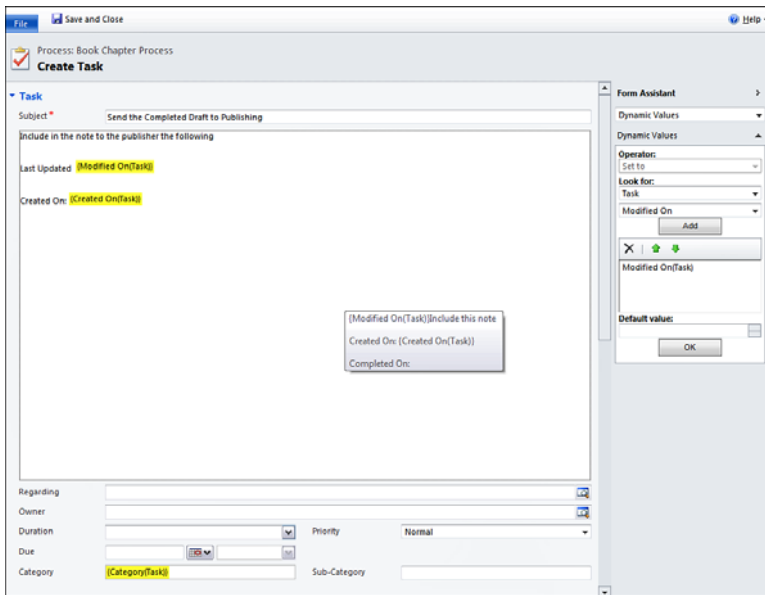 File
Save and Close
Help
Process: Book Chapter Process
Create Task
Task
Subject *
Send the Completed Draft to Publishing
Include in the note to the publisher the following
Last Updated {Modified On(Task)}
Created On: {Created On(Task)}
{Modified On(Task)}Include this note
Created On: {Created On(Task)}
Completed On:
Regarding
Owner
Duration
Priority
Normal
Due
Category
{Category(Task)}
Sub-Category
Form Assistant
Dynamic Values
Dynamic Values
Operator:
Set to
Look for:
Task
Modified On
Add
Modified On(Task)
Default value:
OK